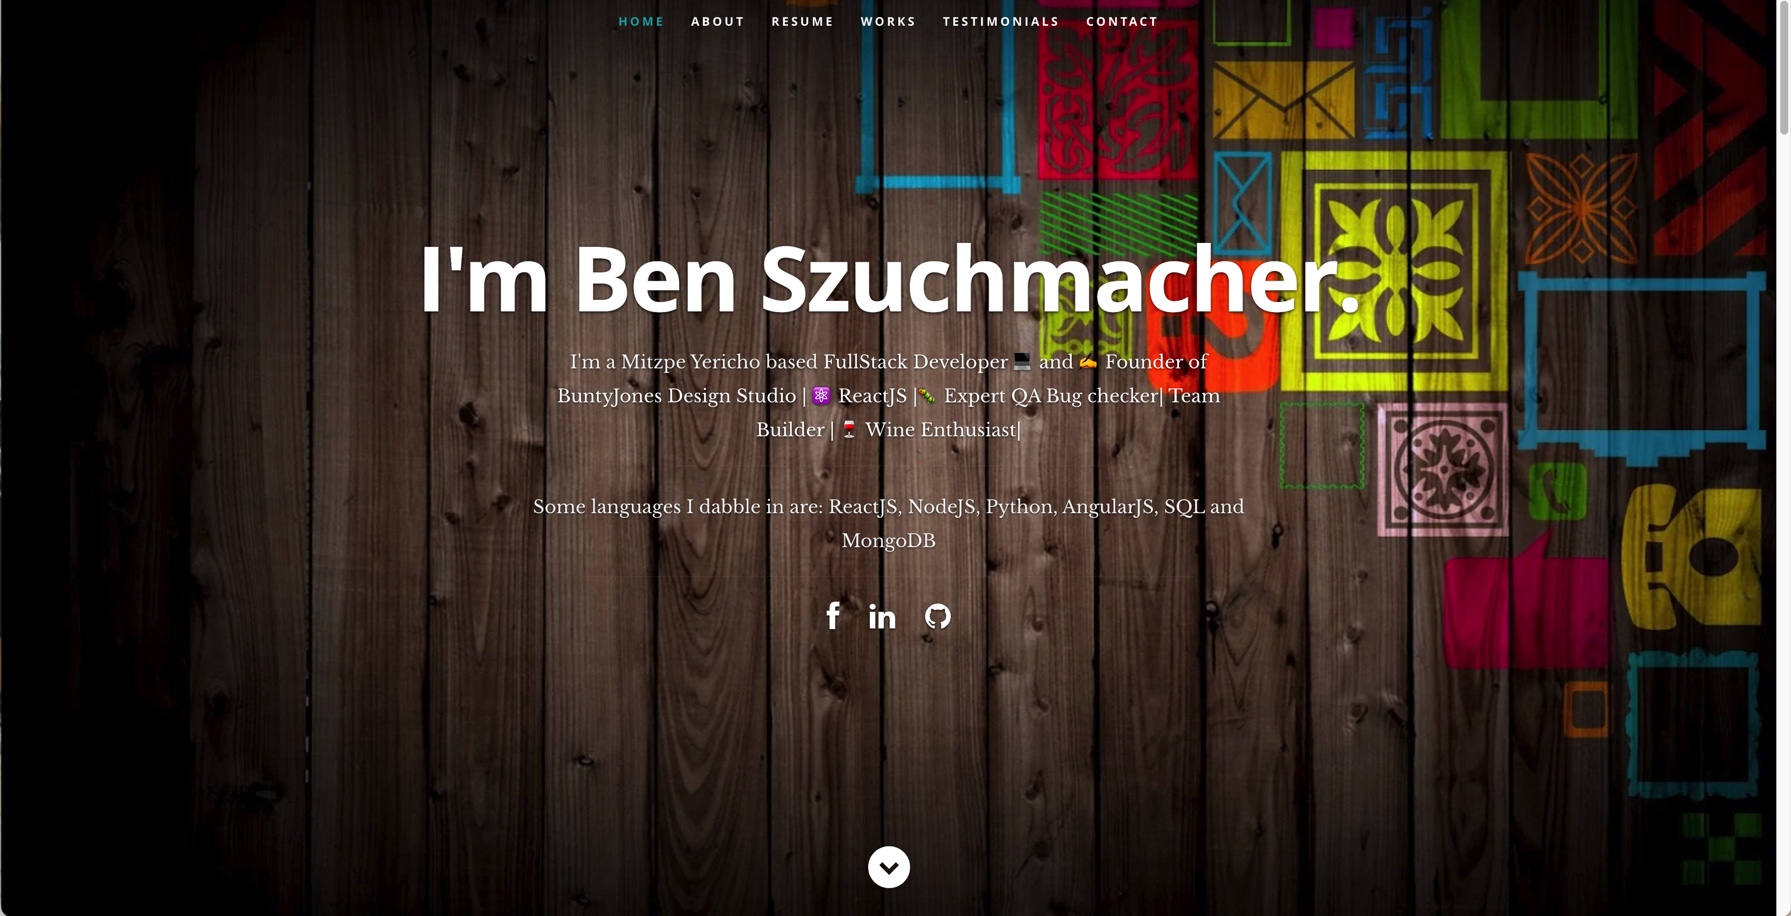 HOME ABOUT RESUME WORKS TESTIMONIALS CONTACT
I'm Ben Szuchmacher.
I'm a Mitzpe Yericho based FullStack Developer 💻 and ✍️ Founder of
BuntyJones Design Studio | ⚛️ ReactJS |🐛 Expert QA Bug checker| Team
Builder | 🍷 Wine Enthusiast|
Some languages I dabble in are: ReactJS, NodeJS, Python, AngularJS, SQL and
MongoDB